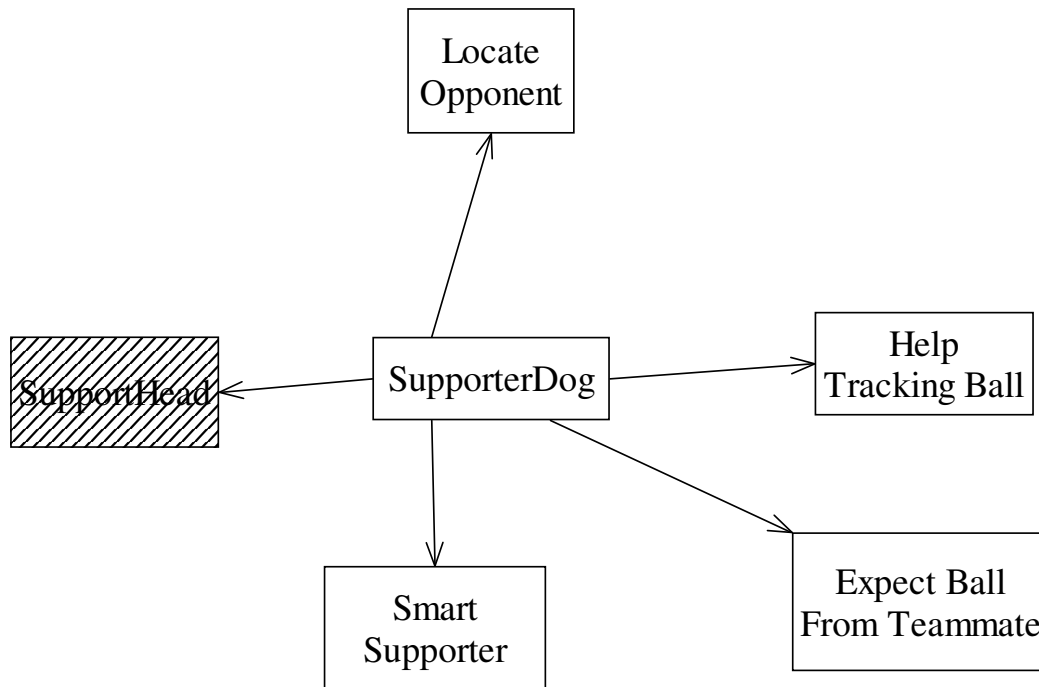 Locate
Opponent
SupportHead
SupporterDog
Help
Tracking Ball
Smart
Supporter
Expect Ball
From Teammate